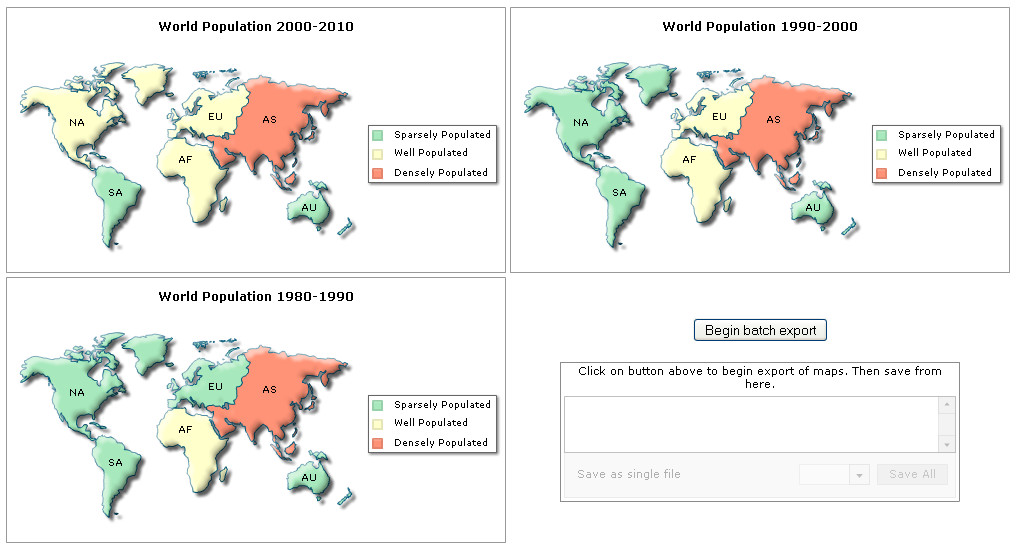 World Population 2000-2010
NA
EU
AS
AF
SA
AU
Sparsely Populated
Well Populated
Densely Populated
World Population 1990-2000
NA
EU
AS
AF
SA
AU
Sparsely Populated
Well Populated
Densely Populated
World Population 1980-1990
NA
EU
AS
AF
SA
AU
Sparsely Populated
Well Populated
Densely Populated
Begin batch export
Click on button above to begin export of maps. Then save from
here.
Save as single file
Save All